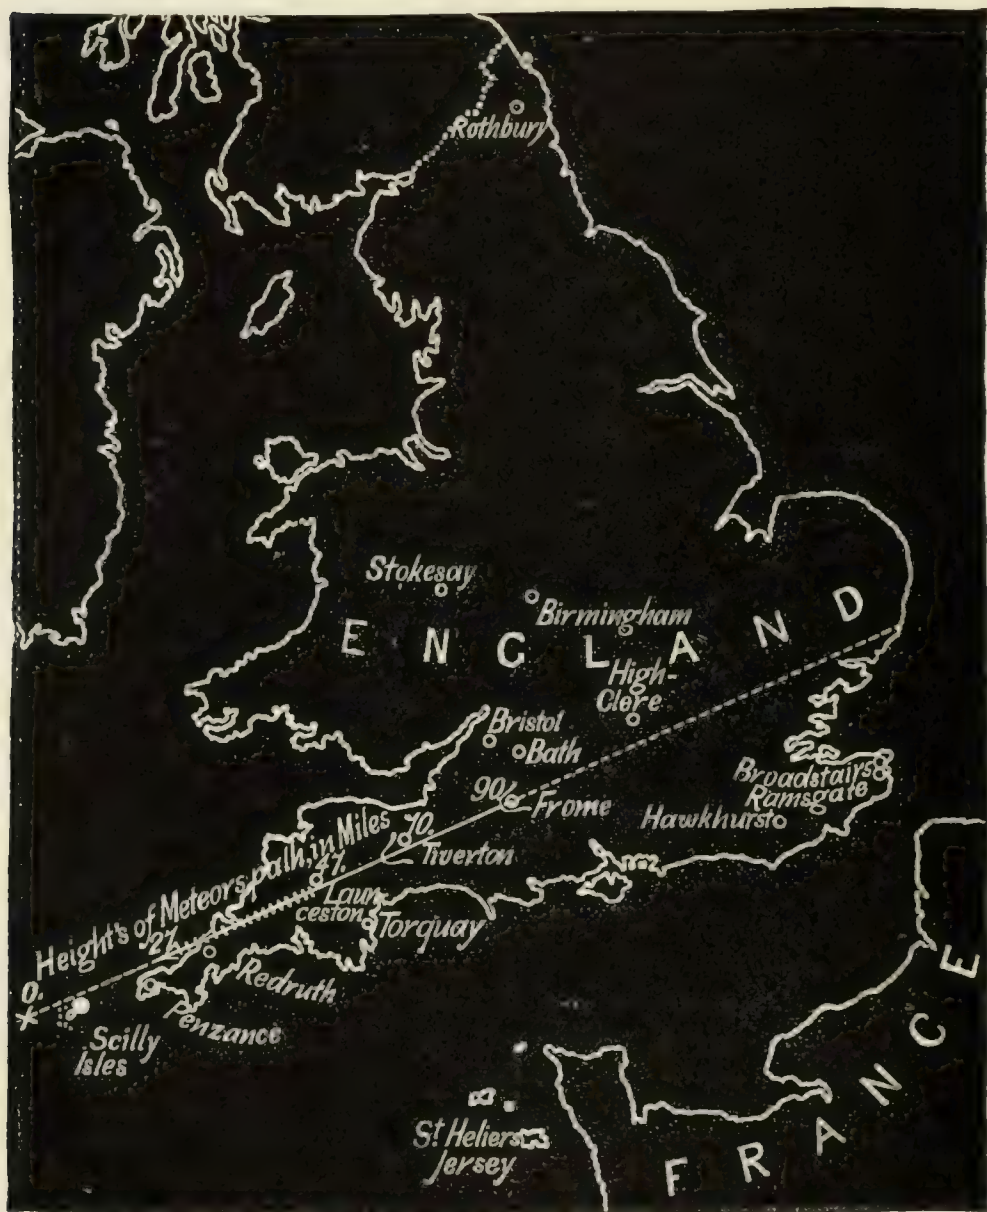 Rothbury
Stokesay
Birmingham
ENGLAND
High-
Clere
Bristol
Bath
90.
Frome
Broadstairs
Ramsgate
Hawkhurst
Height's of Meteors path, in Miles
70.
Tiverton
47.
Laun-
ceston
Torquay
27.
Redruth
0.
Penzance
Scilly
Isles
St Heliers
Jersey
FRANCE